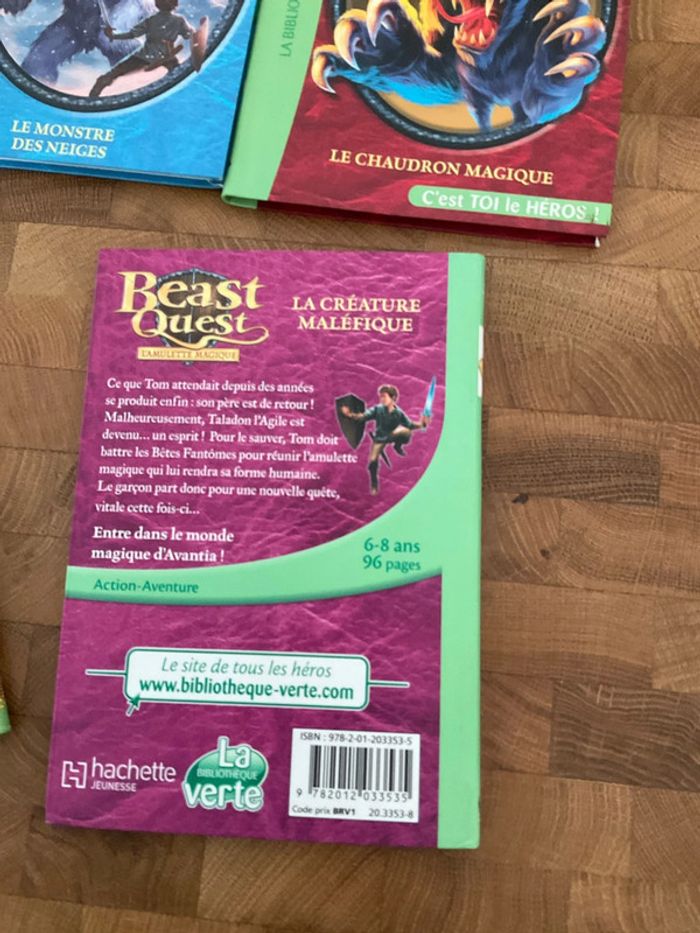 LE MONSTRE
DES NEIGES
LA BIBLIO
LE CHAUDRON MAGIQUE
C'est TOI le HÉROS !
Beast
Quest
L'AMULETTE MAGIQUE
LA CRÉATURE
MALÉFIQUE
Ce que Tom attendait depuis des années
se produit enfin : son père est de retour !
Malheureusement, Taladon l'Agile est
devenu... un esprit ! Pour le sauver, Tom doit
battre les Bêtes Fantômes pour réunir l'amulette
magique qui lui rendra sa forme humaine.
Le garçon part donc pour une nouvelle quête,
vitale cette fois-ci...
Entre dans le monde
magique d'Avantia !
6-8 ans
96 pages
Action-Aventure
Le site de tous les héros
www.bibliotheque-verte.com
hachette
JEUNESSE
La
BIBLIOTHÈQUE
verte
ISBN : 978-2-01-203353-5
9 782012 033535
Code prix BRV1 20.3353-8